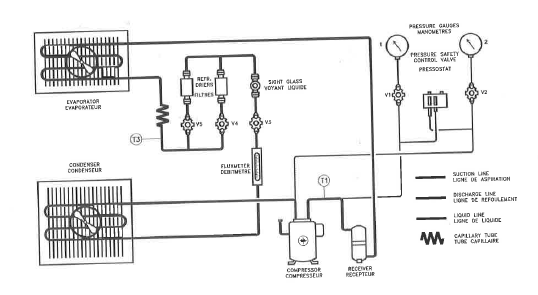 PRESSURE GAUGES
MANOMETRES
1
2
PRESSURE SAFETY
CONTROL VALVE
PRESSOSTAT
V1
V2
REFR.
DRIERS
FILTRES
SIGHT GLASS
VOYANT LIQUIDE
V5
V4
V3
EVAPORATOR
EVAPORATEUR
T3
FLUXMETER
DEBITMETRE
CONDENSER
CONDENSEUR
T1
SUCTION LINE
LIGNE DE ASPIRATION
DISCHARGE LINE
LIGNE DE REFOULEMENT
LIQUID LINE
LIGNE DE LIQUIDE
CAPILLARY TUBE
TUBE CAPILLAIRE
COMPRESSOR
COMPRESSEUR
RECEIVER
RÉCEPTEUR